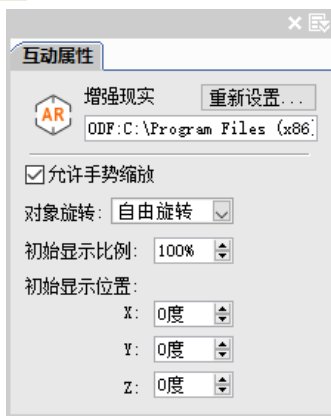 互动属性
AR 增强现实 重新设置...
ODF:C:\Program Files (x86
☑允许手势缩放
对象旋转: 自由旋转
初始显示比例: 100%
初始显示位置:
X: 0度
Y: 0度
Z: 0度